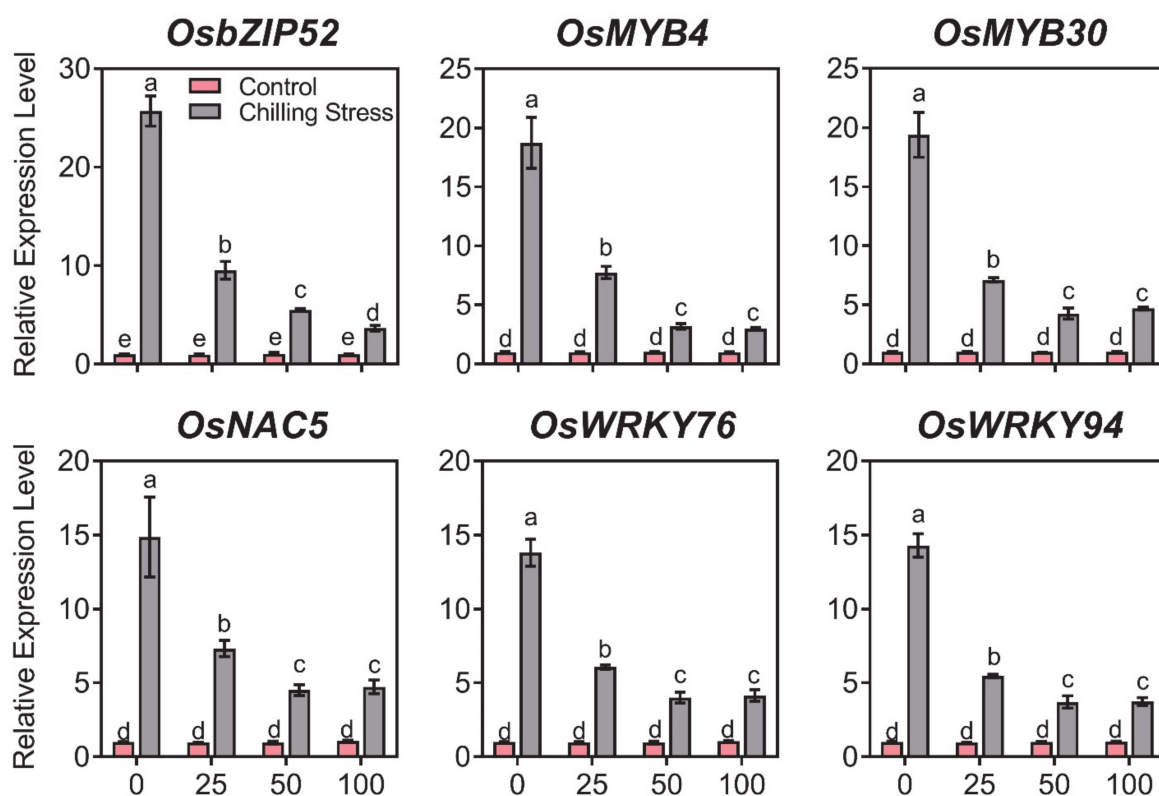 OsbZIP52 OsMYB4 OsMYB30
Relative Expression Level
30
20
10
0
a
b
c
d
e e e e
Control
Chilling Stress
25
20
15
10
5
0
a
b
c c
d d d d
25
20
15
10
5
0
a
b
c c
d d d d
OsNAC5 OsWRKY76 OsWRKY94
Relative Expression Level
20
15
10
5
0
a
b
c c
d d d d
0 25 50 100
20
15
10
5
0
a
b
c c
d d d d
0 25 50 100
20
15
10
5
0
a
b
c c
d d d d
0 25 50 100